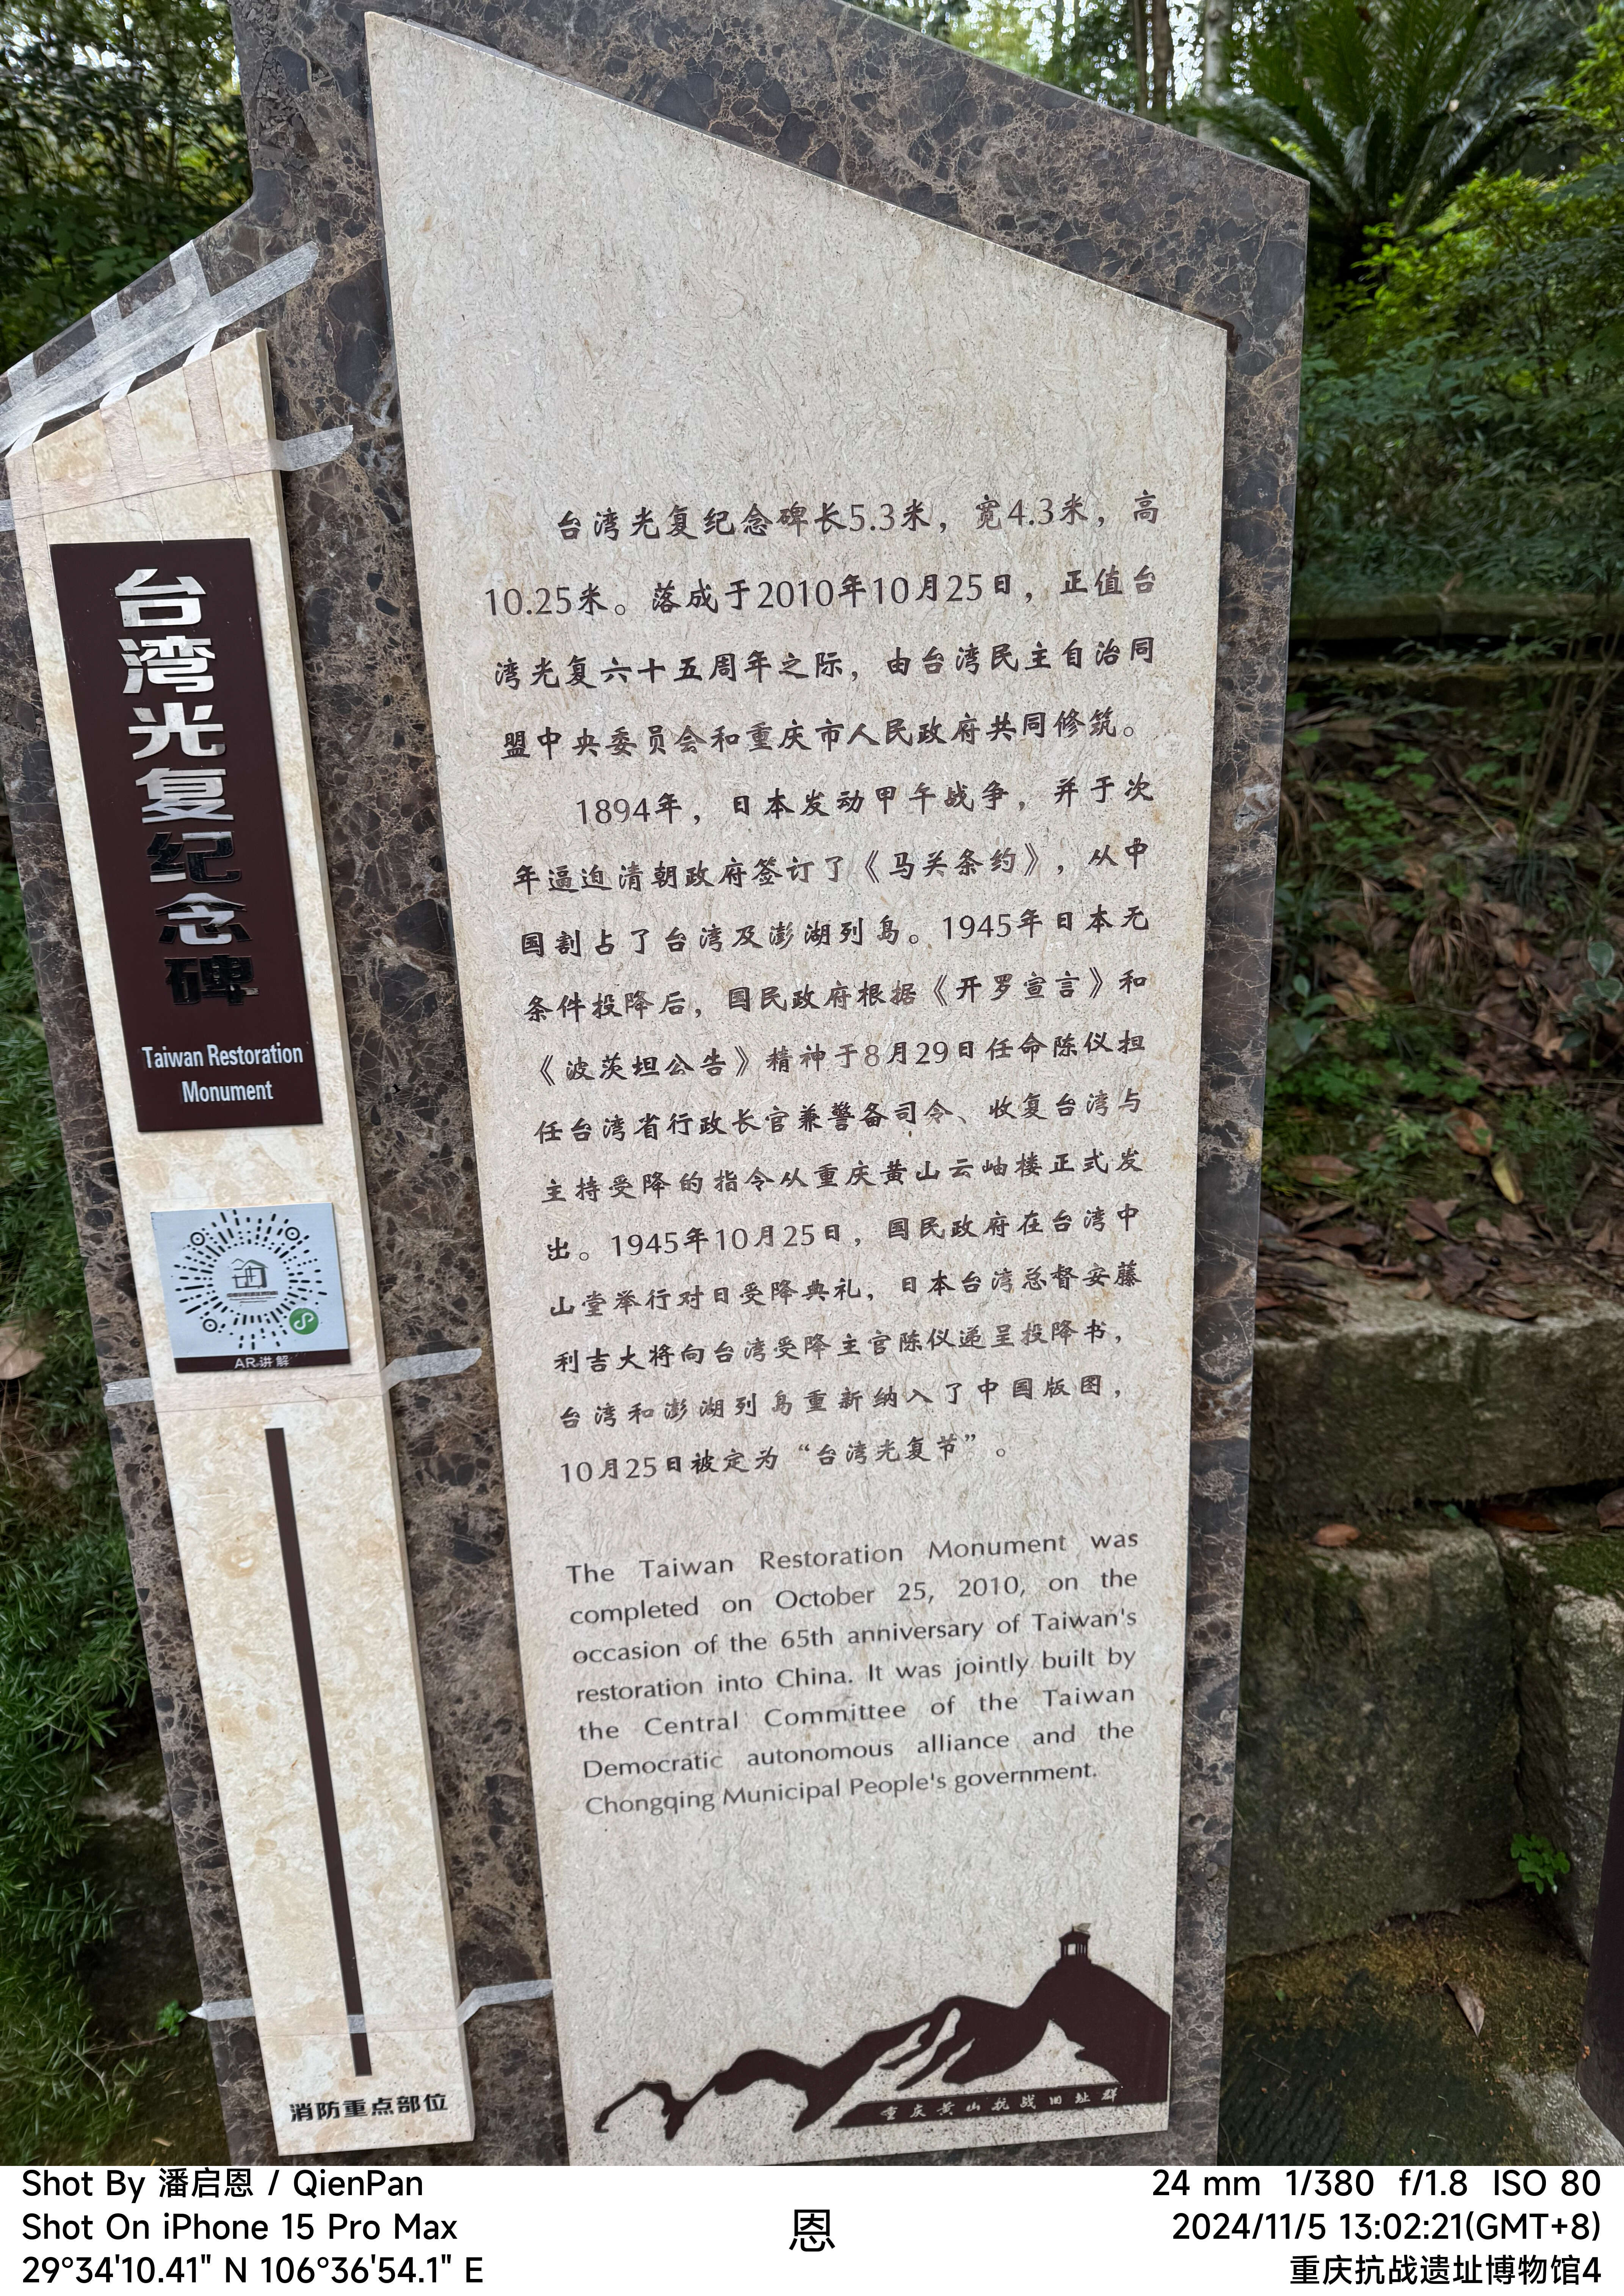 台湾光复纪念碑
Taiwan Restoration
Monument
AR讲解
消防重点部位
台湾光复纪念碑长5.3米，宽4.3米，高
10.25米。落成于2010年10月25日，正值台
湾光复六十五周年之际，由台湾民主自治同
盟中央委员会和重庆市人民政府共同修筑。
1894年，日本发动甲午战争，并于次
年逼迫清朝政府签订了《马关条约》，从中
国割占了台湾及澎湖列岛。1945年日本无
条件投降后，国民政府根据《开罗宣言》和
《波茨坦公告》精神于8月29日任命陈仪担
任台湾省行政长官兼警备司令、收复台湾与
主持受降的指令从重庆黄山云岫楼正式发
出。1945年10月25日，国民政府在台湾中
山堂举行对日受降典礼，日本台湾总督安藤
利吉大将向台湾受降主官陈仪递呈投降书，
台湾和澎湖列岛重新纳入了中国版图，
10月25日被定为“台湾光复节”。
The Taiwan Restoration Monument was
completed on October 25, 2010, on the
occasion of the 65th anniversary of Taiwan's
restoration into China. It was jointly built by
the Central Committee of the Taiwan
Democratic autonomous alliance and the
Chongqing Municipal People's government.
重庆黄山抗战旧址群
Shot By 潘启恩 / QienPan
Shot On iPhone 15 Pro Max
29°34'10.41" N 106°36'54.1" E
恩
24 mm 1/380 f/1.8 ISO 80
2024/11/5 13:02:21(GMT+8)
重庆抗战遗址博物馆4